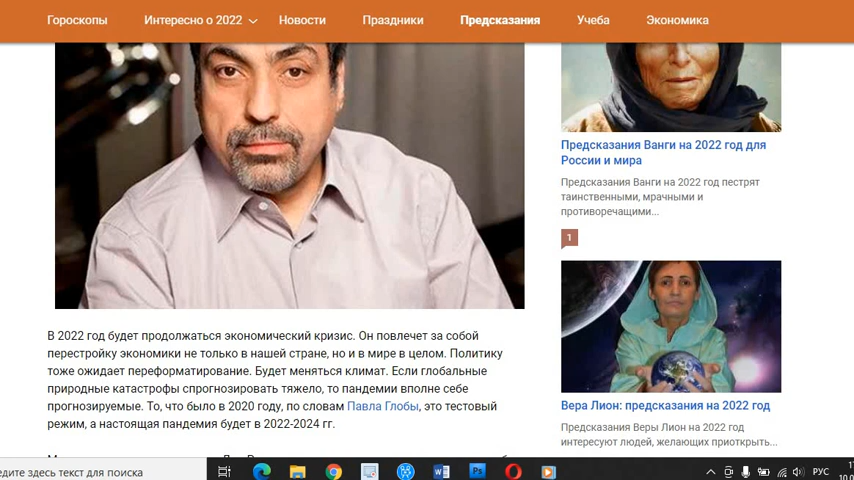 Гороскопы Интересно о 2022 Новости Праздники Предсказания Учеба Экономика
В 2022 год будет продолжаться экономический кризис. Он повлечет за собой
перестройку экономики не только в нашей стране, но и в мире в целом. Политику
тоже ожидает переформатирование. Будет меняться климат. Если глобальные
природные катастрофы спрогнозировать тяжело, то пандемии вполне себе
прогнозируемые. То, что было в 2020 году, по словам Павла Глобы, это тестовый
режим, а настоящая пандемия будет в 2022-2024 гг.
Предсказания Ванги на 2022 год для
России и мира
Предсказания Ванги на 2022 год пестрят
таинственными, мрачными и
противоречащими...
1
Вера Лион: предсказания на 2022 год
Предсказания Веры Лион на 2022 год
интересуют людей, желающих приоткрыть...
здесь текст для поиска
РУС